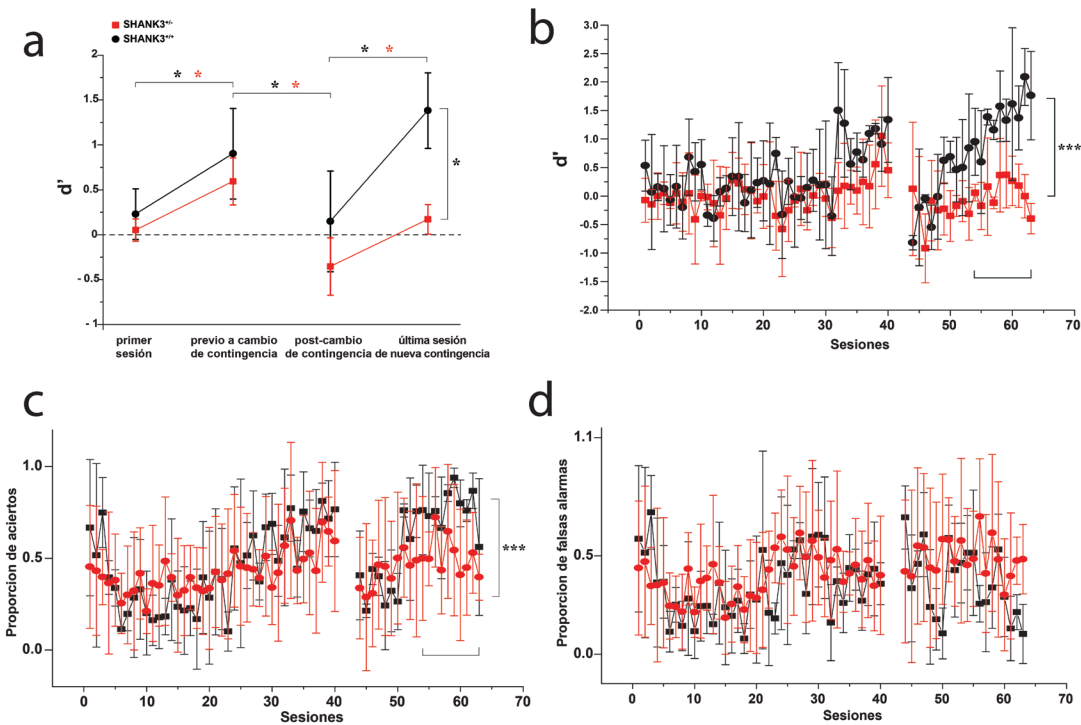 a
SHANK3+/-
SHANK3+/+
* *
* *
* *
*
2
1.5
1
0.5
0
- 0.5
- 1
d'
primer
sesión
previo a cambio
de contingencia
post-cambio
de contingencia
última sesión
de nueva contingencia
b
3.0
2.5
2.0
1.5
1.0
0.5
0.0
-0.5
-1.0
-1.5
-2.0
d'
***
0 10 20 30 40 50 60 70
Sesiones
c
1.0
0.5
0.0
Proporcion de aciertos
***
0 10 20 30 40 50 60 70
Sesiones
d
1.1
0.5
0.0
Proporcion de falsas alarmas
0 10 20 30 40 50 60 70
Sesiones